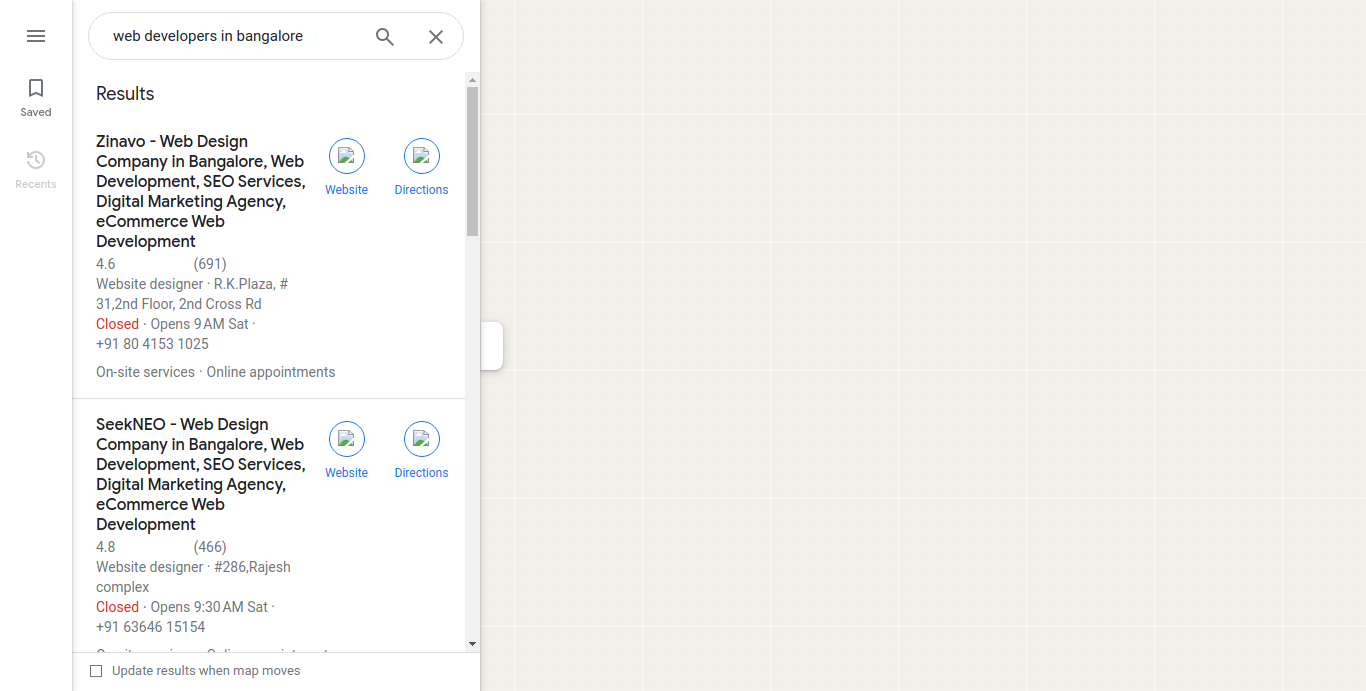 web developers in bangalore
Saved
Recents
Results
Zinavo - Web Design
Company in Bangalore, Web
Development, SEO Services,
Digital Marketing Agency,
eCommerce Web
Development
Website
Directions
4.6 (691)
Website designer · R.K.Plaza, #
31,2nd Floor, 2nd Cross Rd
Closed · Opens 9 AM Sat ·
+91 80 4153 1025
On-site services · Online appointments
SeekNEO - Web Design
Company in Bangalore, Web
Development, SEO Services,
Digital Marketing Agency,
eCommerce Web
Development
Website
Directions
4.8 (466)
Website designer · #286,Rajesh
complex
Closed · Opens 9:30 AM Sat ·
+91 63646 15154
Update results when map moves